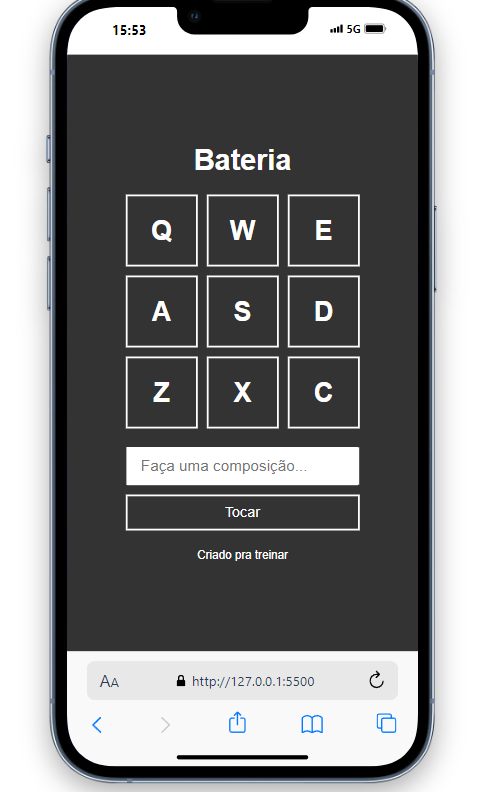 15:53 5G
Bateria
Q W E
A S D
Z X C
Faça uma composição...
Tocar
Criado pra treinar
AA http://127.0.0.1:5500